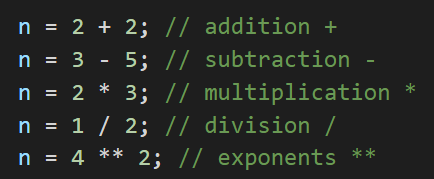 n = 2 + 2; // addition +
n = 3 - 5; // subtraction -
n = 2 * 3; // multiplication *
n = 1 / 2; // division /
n = 4 ** 2; // exponents **